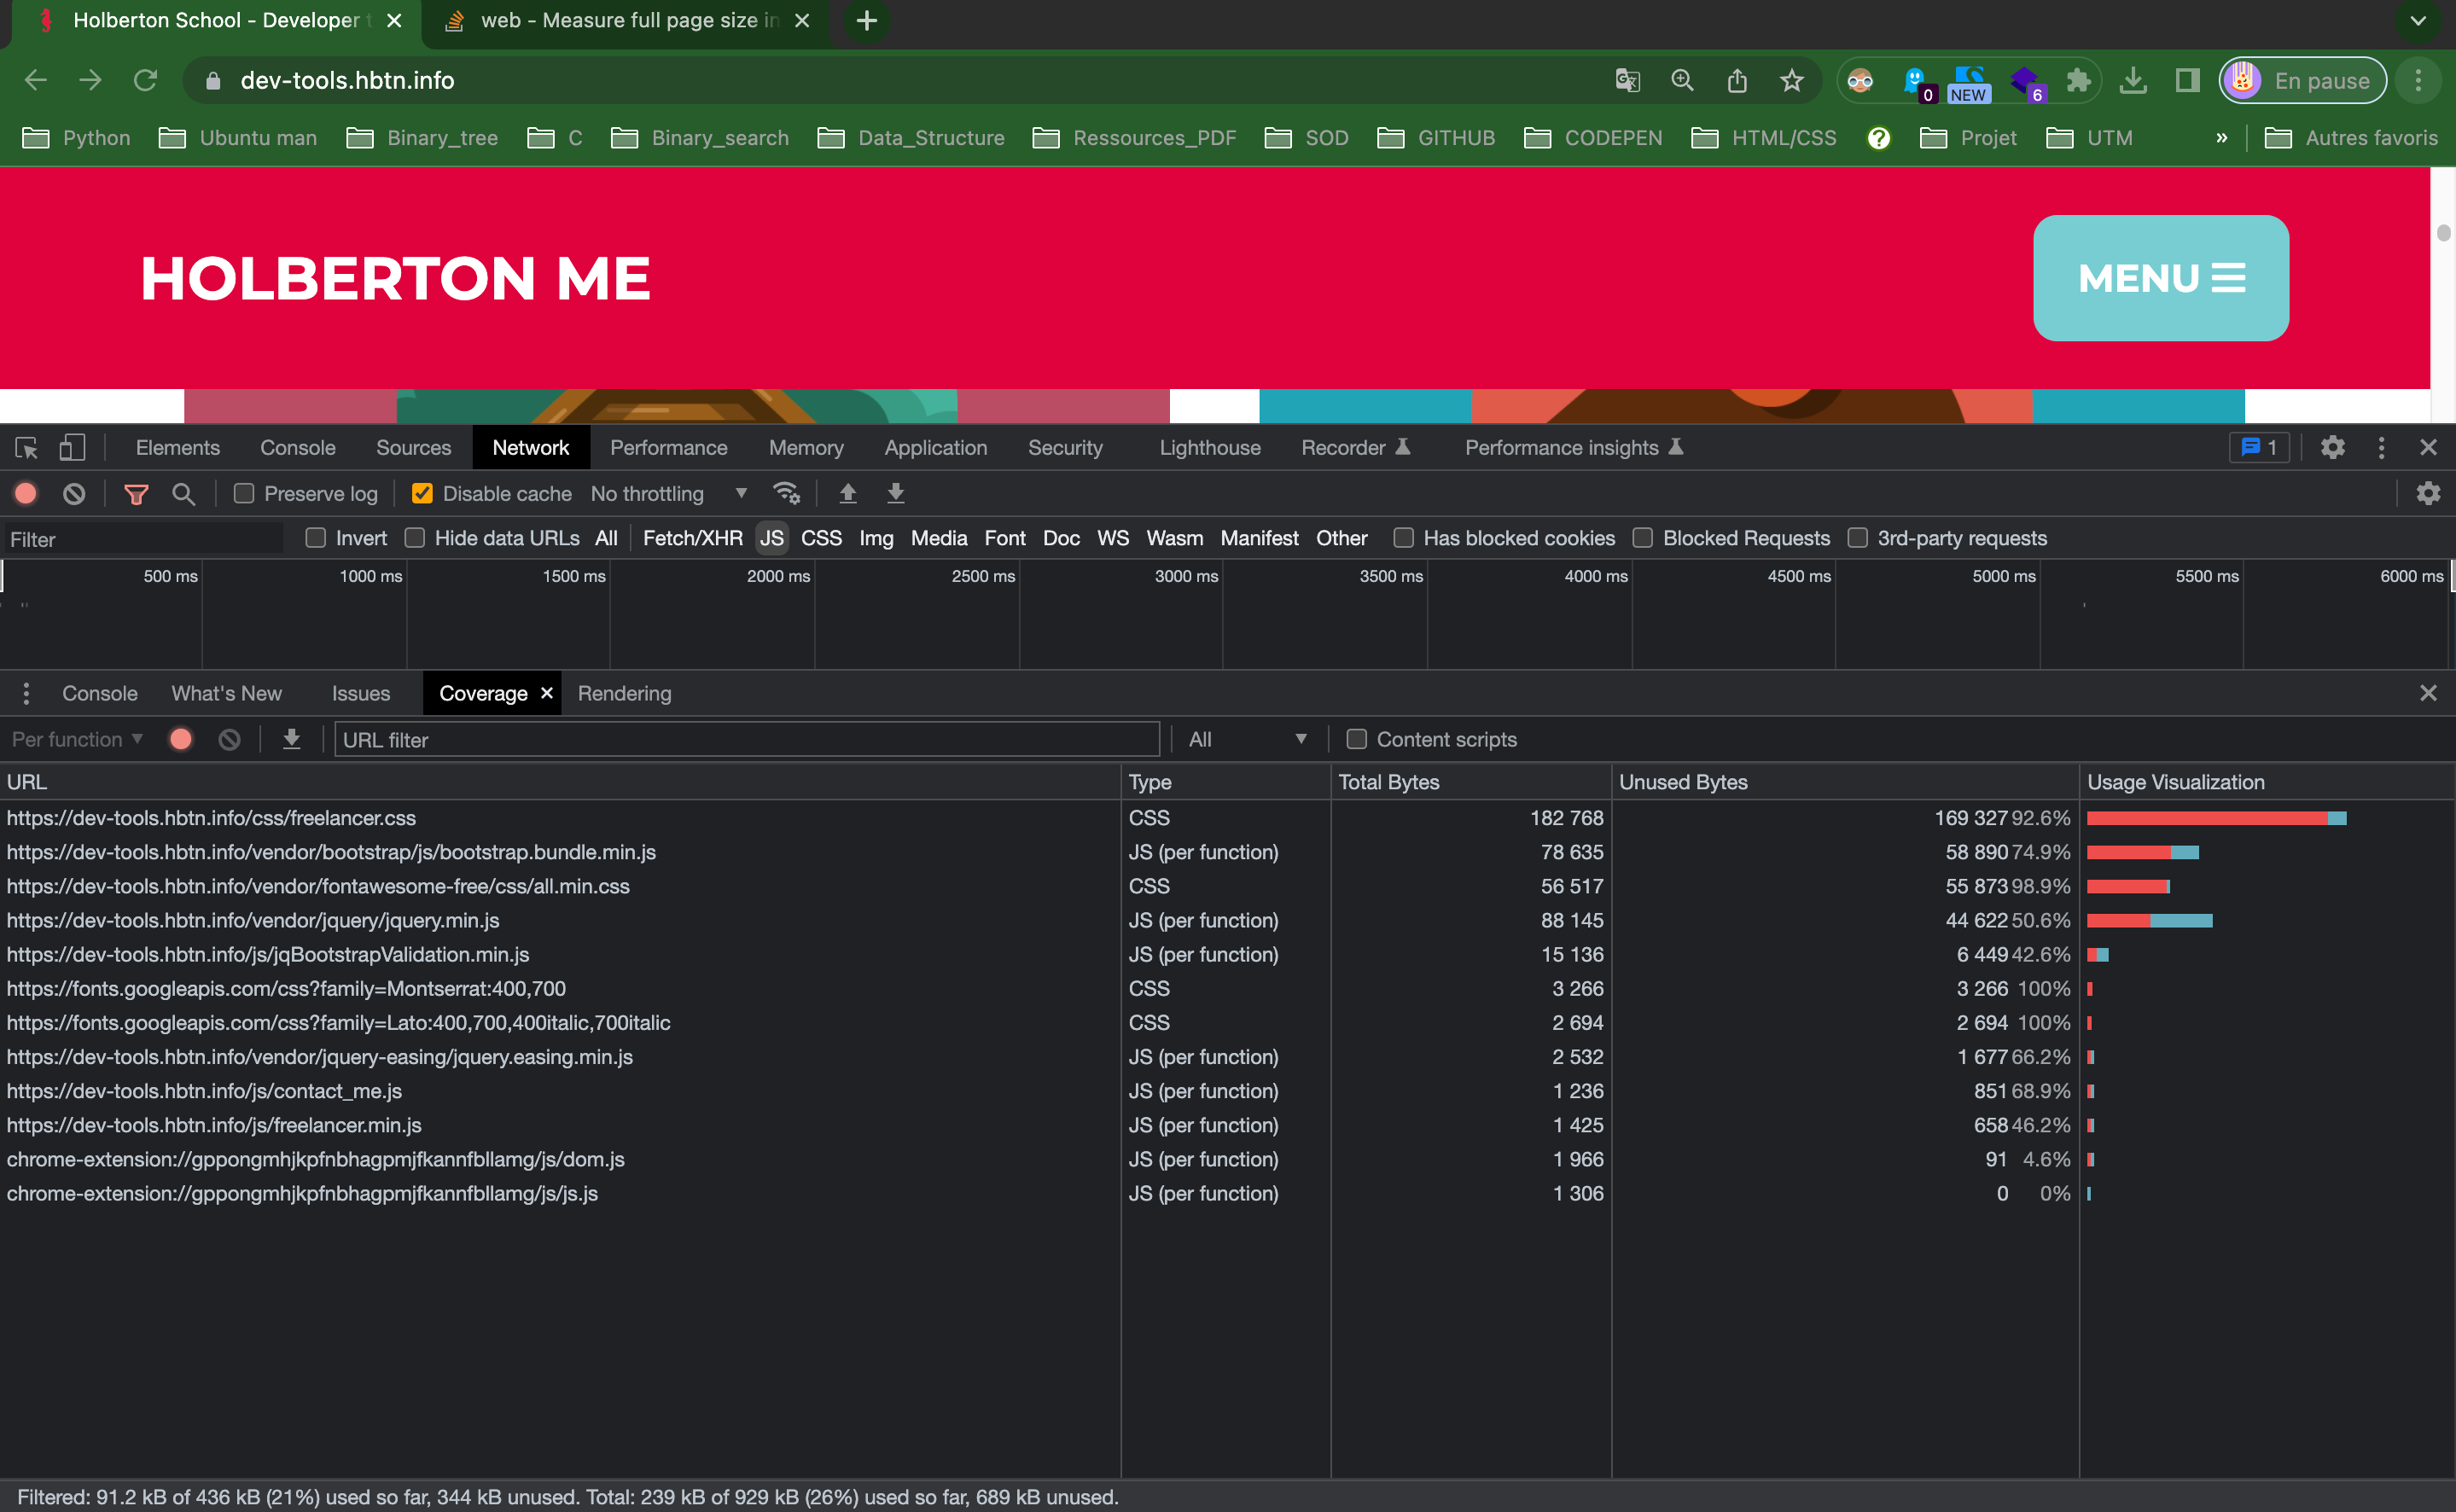 Holberton School - Developer t
web - Measure full page size in
dev-tools.hbtn.info
0 NEW 6 En pause
Python Ubuntu man Binary_tree C Binary_search Data_Structure Ressources_PDF SOD GITHUB CODEPEN HTML/CSS ? Projet UTM » Autres favoris
HOLBERTON ME
MENU
Elements Console Sources Network Performance Memory Application Security Lighthouse Recorder Performance insights 1
Preserve log Disable cache No throttling
Filter Invert Hide data URLs All Fetch/XHR JS CSS Img Media Font Doc WS Wasm Manifest Other Has blocked cookies Blocked Requests 3rd-party requests
500 ms 1000 ms 1500 ms 2000 ms 2500 ms 3000 ms 3500 ms 4000 ms 4500 ms 5000 ms 5500 ms 6000 ms
Console What's New Issues Coverage Rendering
Per function URL filter All Content scripts
URL Type Total Bytes Unused Bytes Usage Visualization
https://dev-tools.hbtn.info/css/freelancer.css CSS 182 768 169 327 92.6%
https://dev-tools.hbtn.info/vendor/bootstrap/js/bootstrap.bundle.min.js JS (per function) 78 635 58 890 74.9%
https://dev-tools.hbtn.info/vendor/fontawesome-free/css/all.min.css CSS 56 517 55 873 98.9%
https://dev-tools.hbtn.info/vendor/jquery/jquery.min.js JS (per function) 88 145 44 622 50.6%
https://dev-tools.hbtn.info/js/jqBootstrapValidation.min.js JS (per function) 15 136 6 449 42.6%
https://fonts.googleapis.com/css?family=Montserrat:400,700 CSS 3 266 3 266 100%
https://fonts.googleapis.com/css?family=Lato:400,700,400italic,700italic CSS 2 694 2 694 100%
https://dev-tools.hbtn.info/vendor/jquery-easing/jquery.easing.min.js JS (per function) 2 532 1 677 66.2%
https://dev-tools.hbtn.info/js/contact_me.js JS (per function) 1 236 851 68.9%
https://dev-tools.hbtn.info/js/freelancer.min.js JS (per function) 1 425 658 46.2%
chrome-extension://gppongmhjkpfnbhagpmjfkannfbllamg/js/dom.js JS (per function) 1 966 91 4.6%
chrome-extension://gppongmhjkpfnbhagpmjfkannfbllamg/js/js.js JS (per function) 1 306 0 0%
Filtered: 91.2 kB of 436 kB (21%) used so far, 344 kB unused. Total: 239 kB of 929 kB (26%) used so far, 689 kB unused.